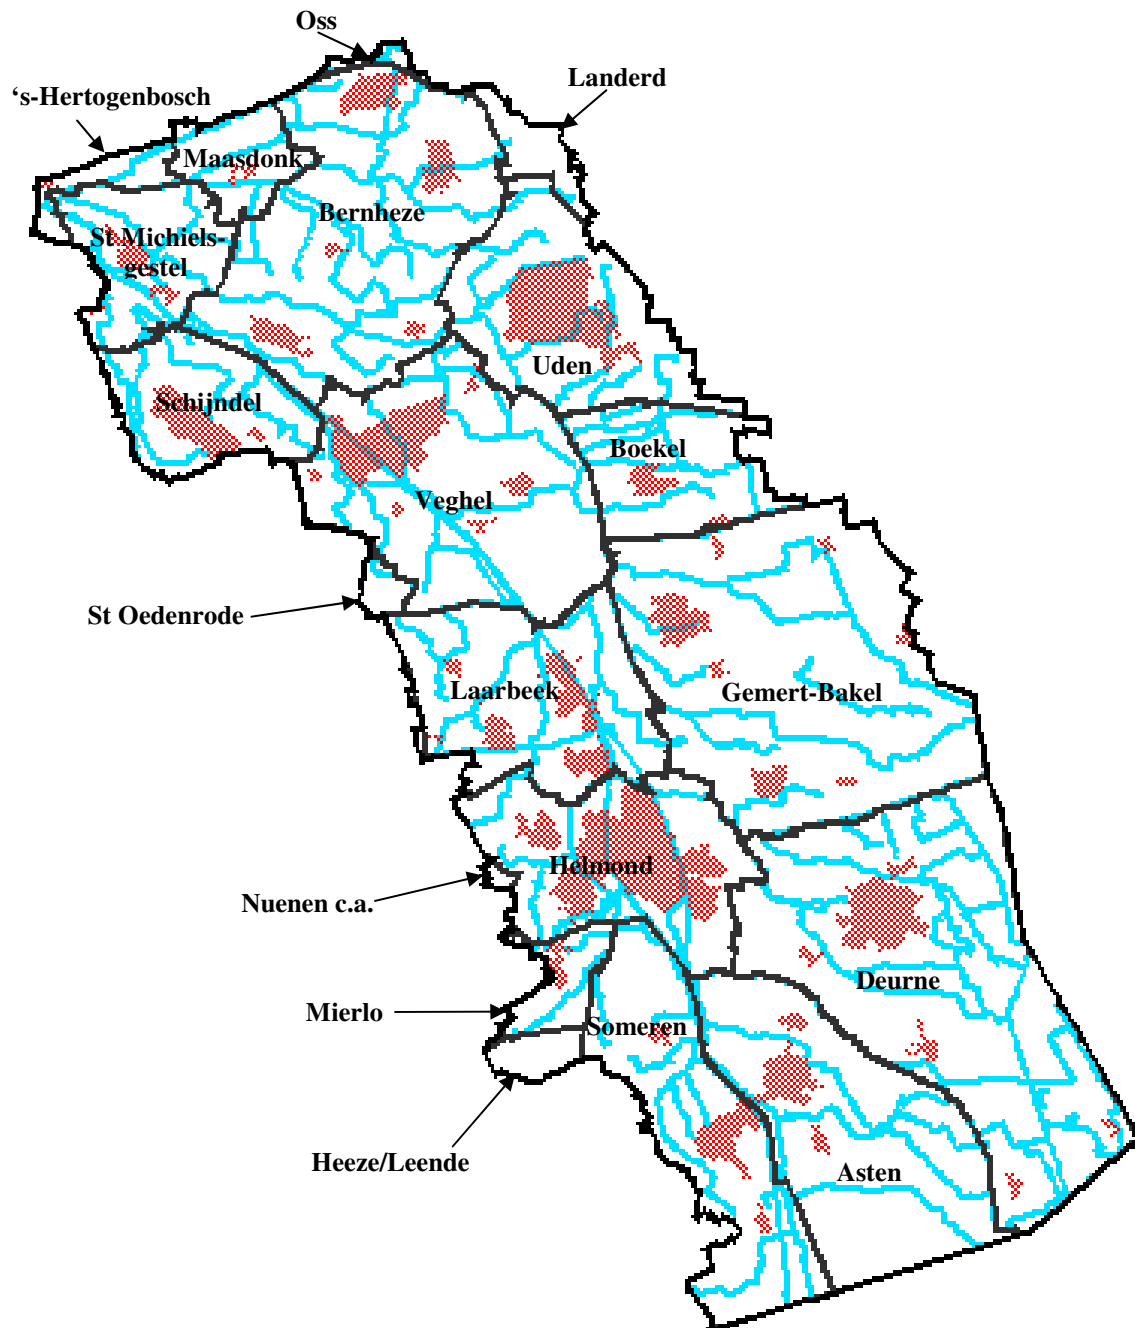 Oss
Landerd
‘s-Hertogenbosch
Maasdonk
Bernheze
St Michiels-
gestel
Uden
Schijndel
Boekel
Veghel
St Oedenrode
Laarbeek
Gemert-Bakel
Helmond
Nuenen c.a.
Deurne
Mierlo
Someren
Heeze/Leende
Asten